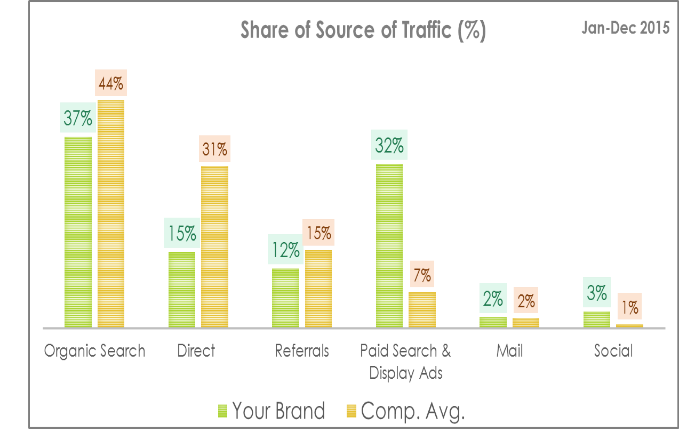 Share of Source of Traffic (%)
Jan-Dec 2015
37%
44%
15%
31%
12%
15%
32%
7%
2%
2%
3%
1%
Organic Search
Direct
Referrals
Paid Search &
Display Ads
Mail
Social
Your Brand
Comp. Avg.